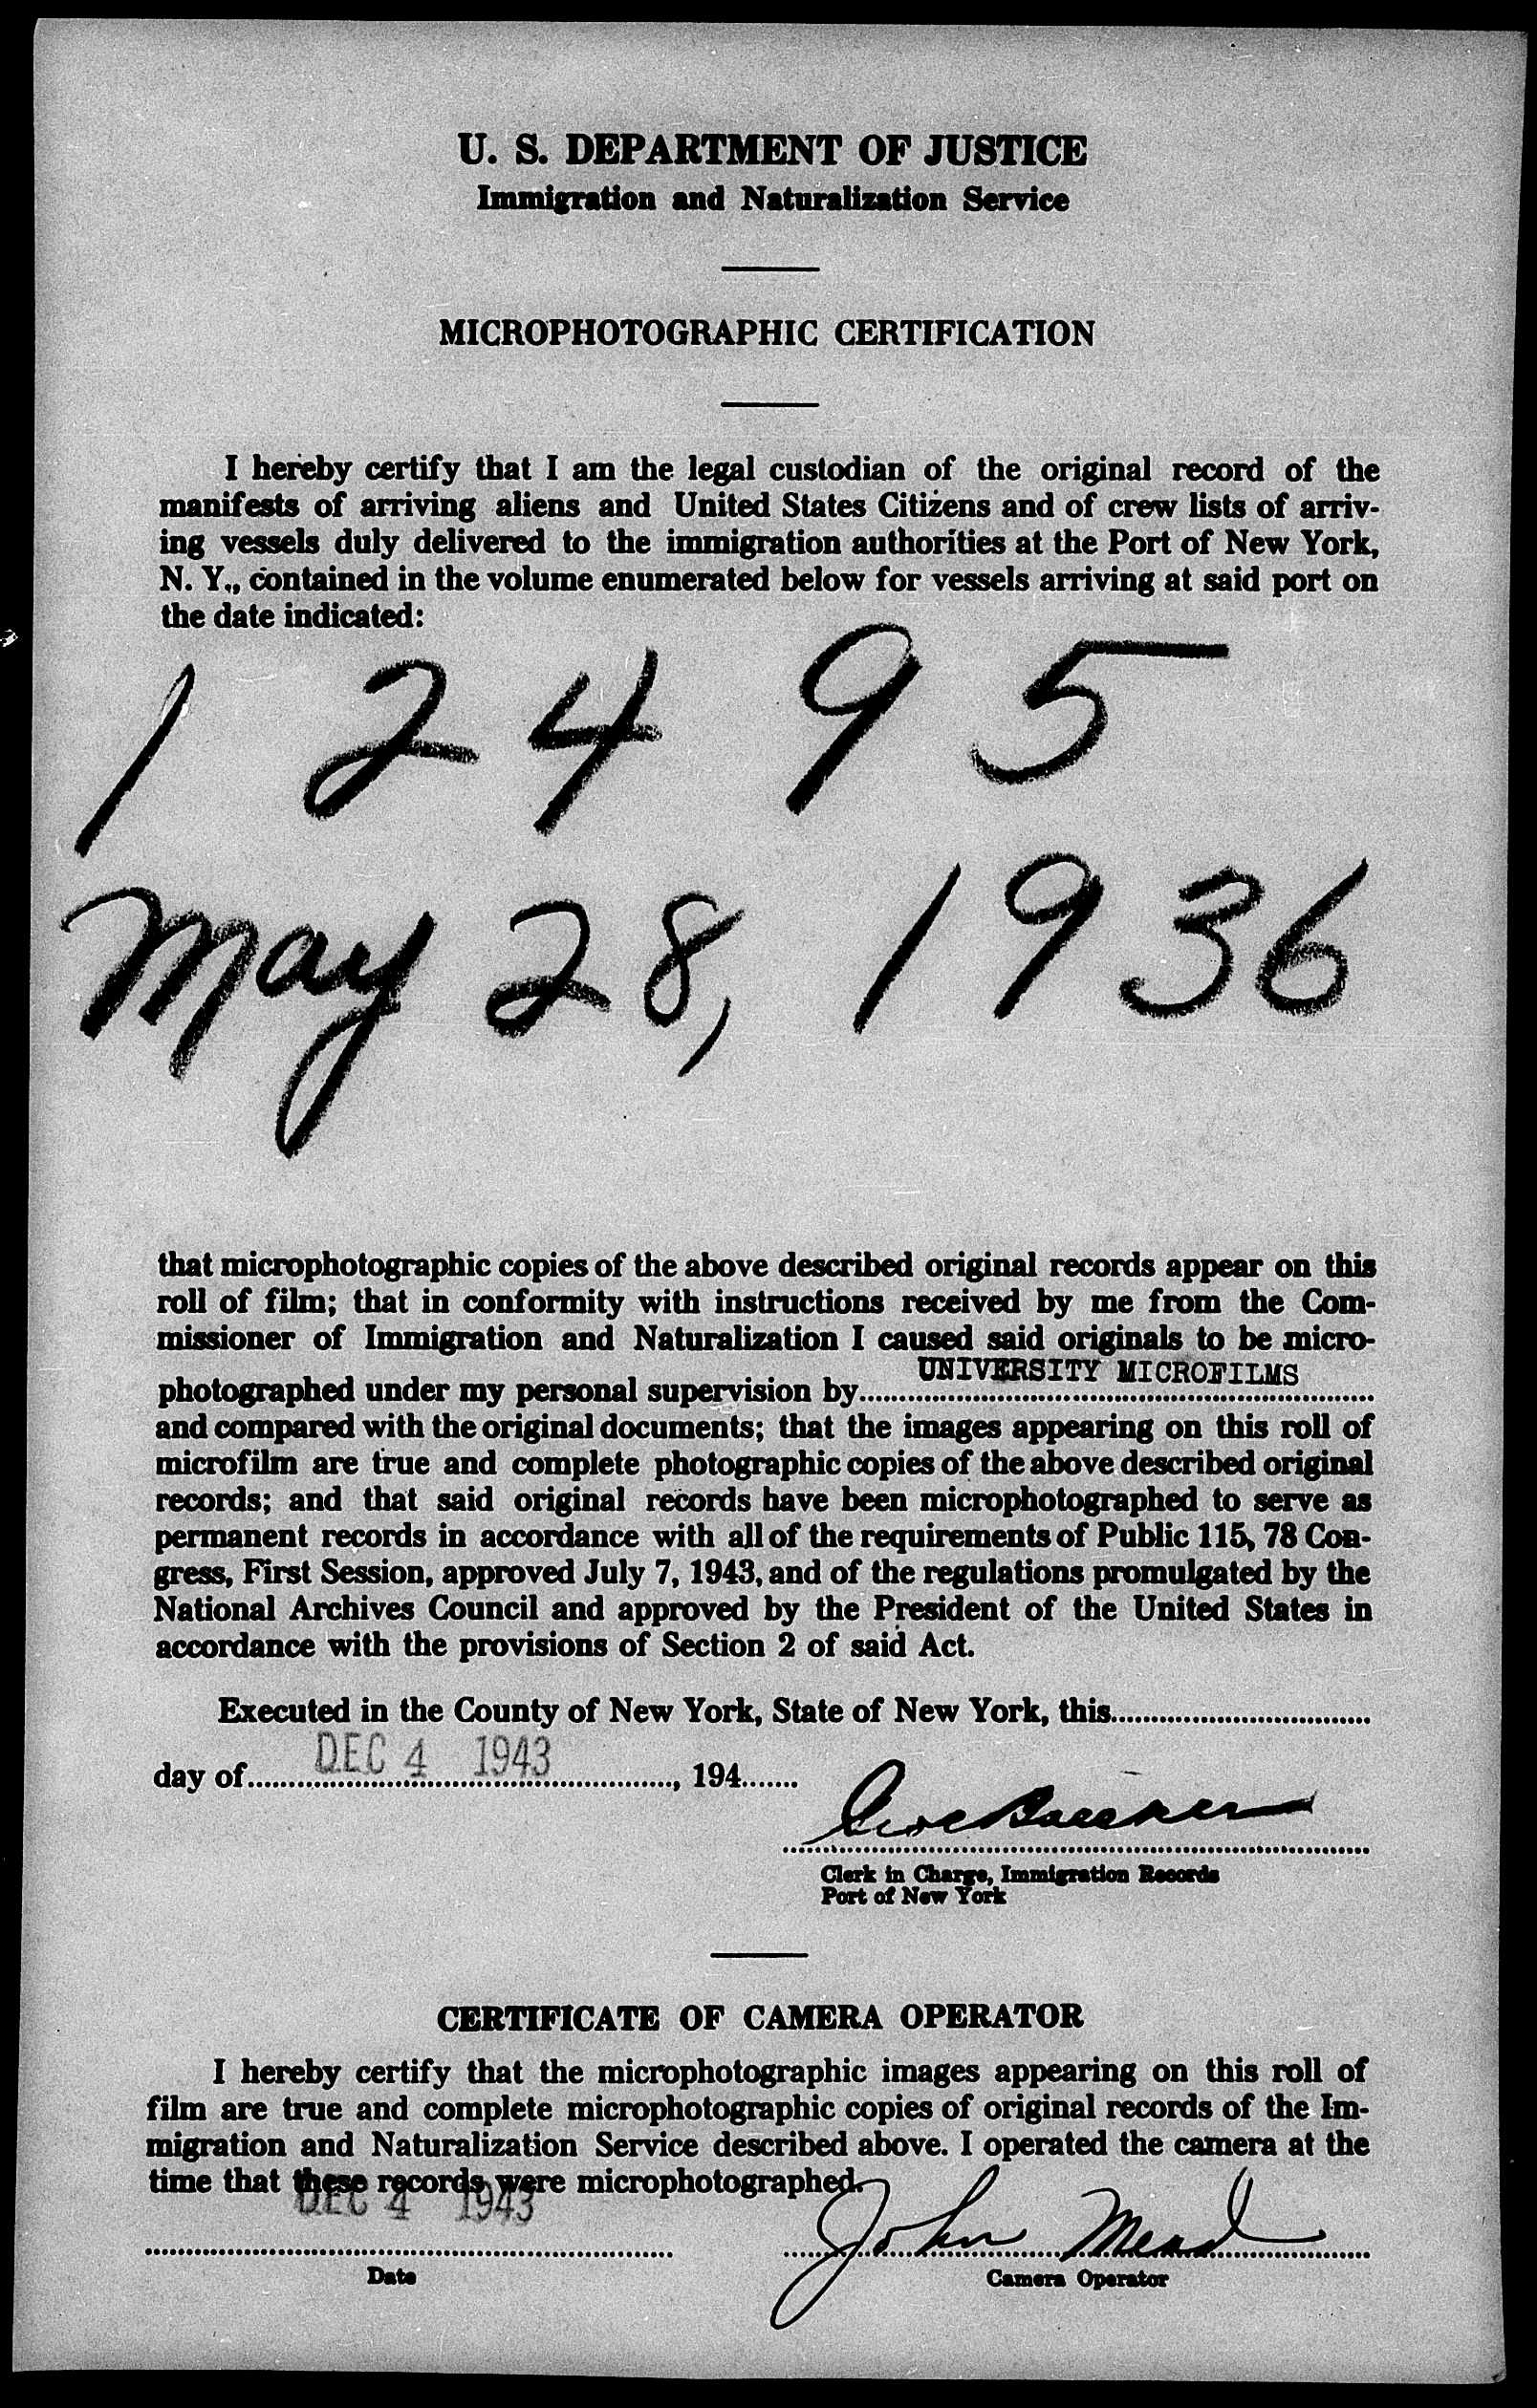 U. S. DEPARTMENT OF JUSTICE
Immigration and Naturalization Service
MICROPHOTOGRAPHIC CERTIFICATION
I hereby certify that I am the legal custodian of the original record of the
manifests of arriving aliens and United States Citizens and of crew lists of arriv-
ing vessels duly delivered to the immigration authorities at the Port of New York,
N. Y., contained in the volume enumerated below for vessels arriving at said port on
the date indicated:
1 2 4 9 5
May 28, 1936
that microphotographic copies of the above described original records appear on this
roll of film; that in conformity with instructions received by me from the Com-
missioner of Immigration and Naturalization I caused said originals to be micro-
photographed under my personal supervision by UNIVERSITY MICROFILMS
and compared with the original documents; that the images appearing on this roll of
microfilm are true and complete photographic copies of the above described original
records; and that said original records have been microphotographed to serve as
permanent records in accordance with all of the requirements of Public 115, 78 Con-
gress, First Session, approved July 7, 1943, and of the regulations promulgated by the
National Archives Council and approved by the President of the United States in
accordance with the provisions of Section 2 of said Act.
Executed in the County of New York, State of New York, this
day of DEC 4 1943, 194
Clerk in Charge, Immigration Records
Port of New York
CERTIFICATE OF CAMERA OPERATOR
I hereby certify that the microphotographic images appearing on this roll of
film are true and complete microphotographic copies of original records of the Im-
migration and Naturalization Service described above. I operated the camera at the
time that these records were microphotographed.
DEC 4 1943
John Mead
Date
Camera Operator